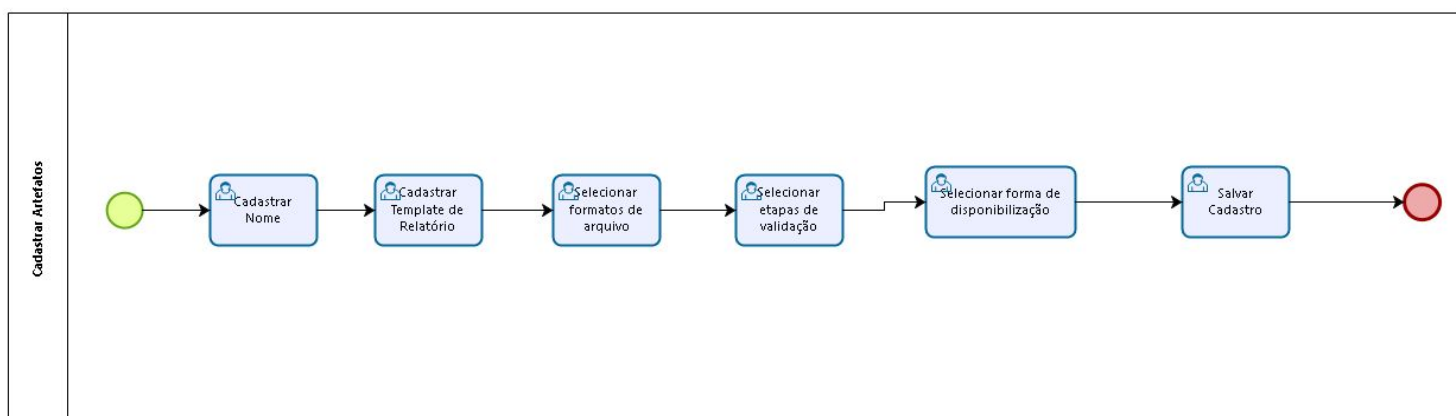 Cadastrar Artefatos
Cadastrar
Nome
Cadastrar
Template de
Relatório
Selecionar
formatos de
arquivo
Selecionar
etapas de
validação
Selecionar forma de
disponibilização
Salvar
Cadastro